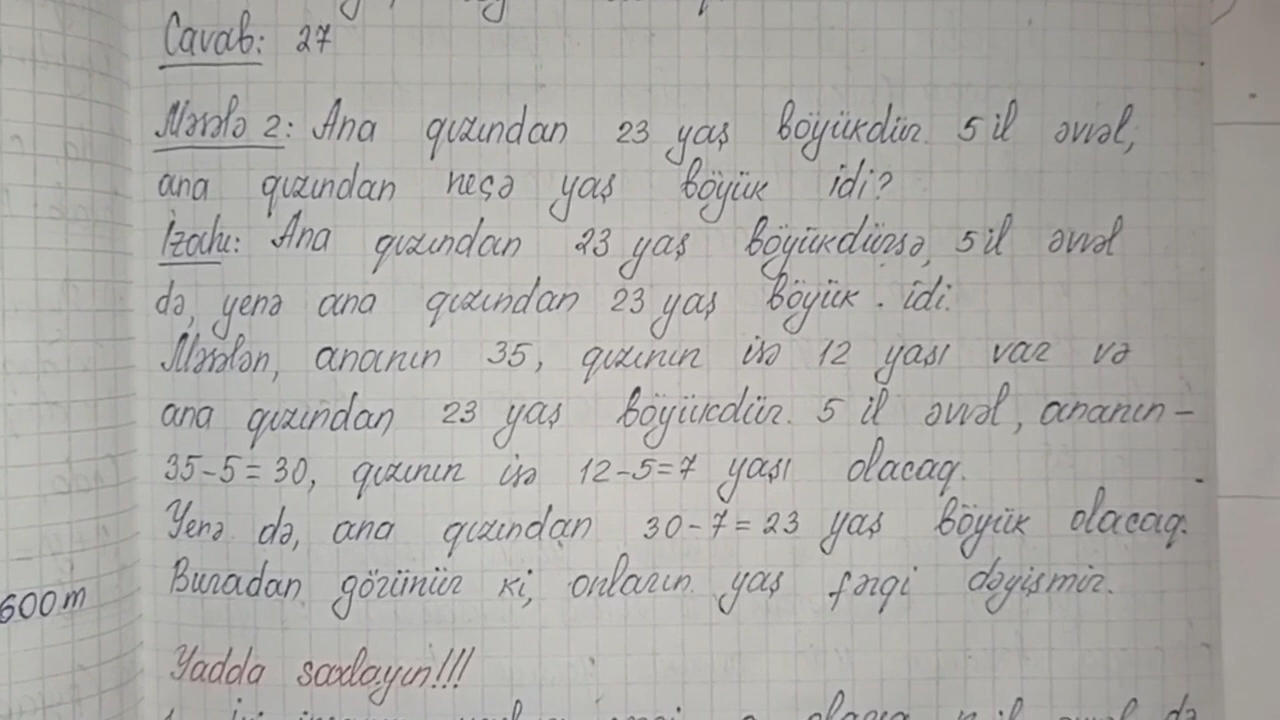 Cavab: 27
Məsələ 2: Ana qızından 23 yaş böyükdür. 5 il əvvəl,
ana qızından neçə yaş böyük idi?
İzahı: Ana qızından 23 yaş böyükdürsə, 5 il əvvəl
də, yenə ana qızından 23 yaş böyük idi.
Məsələn, ananın 35, qızının isə 12 yaşı var və
ana qızından 23 yaş böyükdür. 5 il əvvəl, ananın -
35-5=30, qızının isə 12-5=7 yaşı olacaq.
Yenə də, ana qızından 30-7=23 yaş böyük olacaq.
Buradan görünür ki, onların yaş fərqi dəyişmir.
600m
Yadda saxlayın!!!